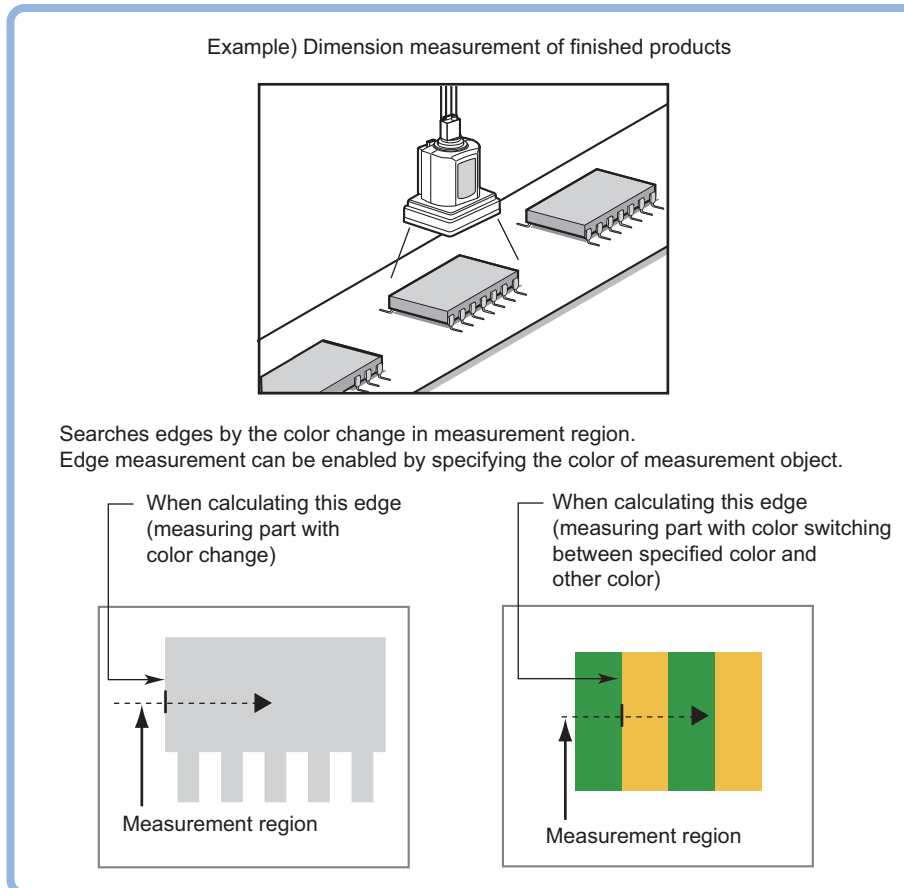 Example) Dimension measurement of finished products
Searches edges by the color change in measurement region.
Edge measurement can be enabled by specifying the color of measurement object.
When calculating this edge
(measuring part with
color change)
Measurement region
When calculating this edge
(measuring part with color switching
between specified color and
other color)
Measurement region